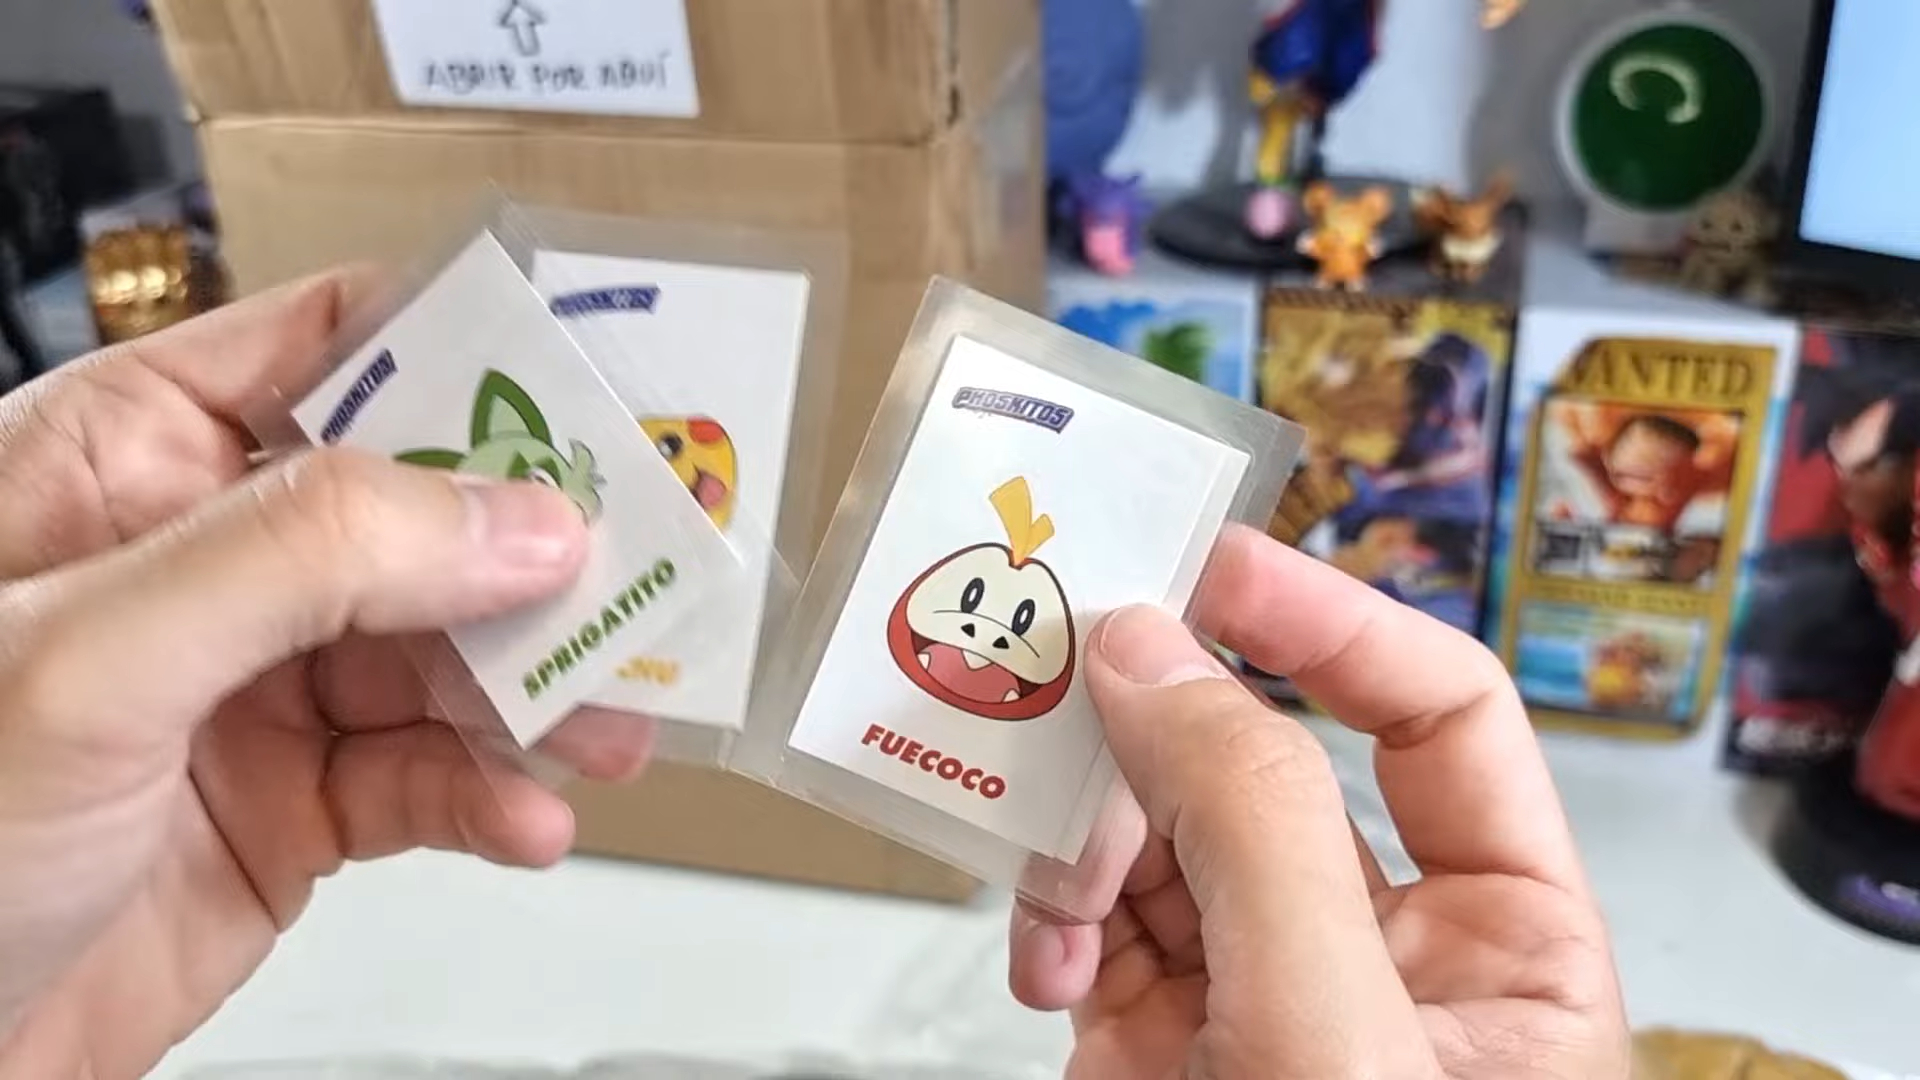 ABRIR POR AQUÍ
PHOSKITOS!
PHOSKITOS
SPRIGATITO
PHOSKITOS
FUECOCO
WANTED